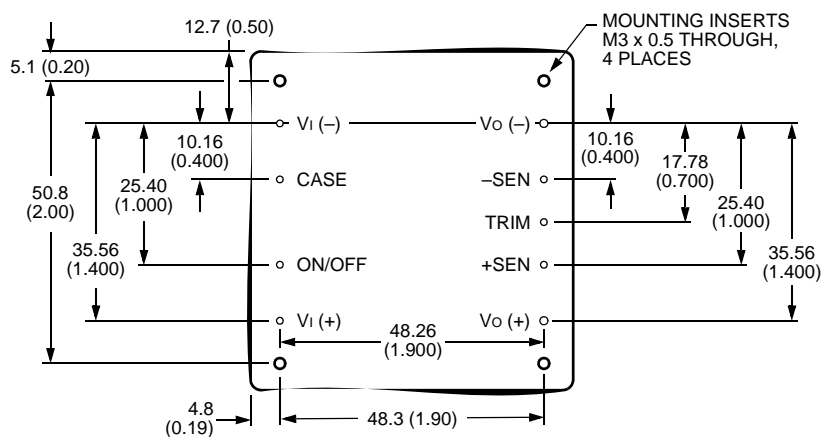 12.7 (0.50)
MOUNTING INSERTS
M3 x 0.5 THROUGH,
4 PLACES
5.1 (0.20)
VI (–)
VO (–)
10.16
(0.400)
10.16
(0.400)
17.78
(0.700)
CASE
–SEN
50.8
(2.00)
25.40
(1.000)
25.40
(1.000)
TRIM
35.56
(1.400)
35.56
(1.400)
ON/OFF
+SEN
VI (+)
VO (+)
48.26
(1.900)
4.8
(0.19)
48.3 (1.90)